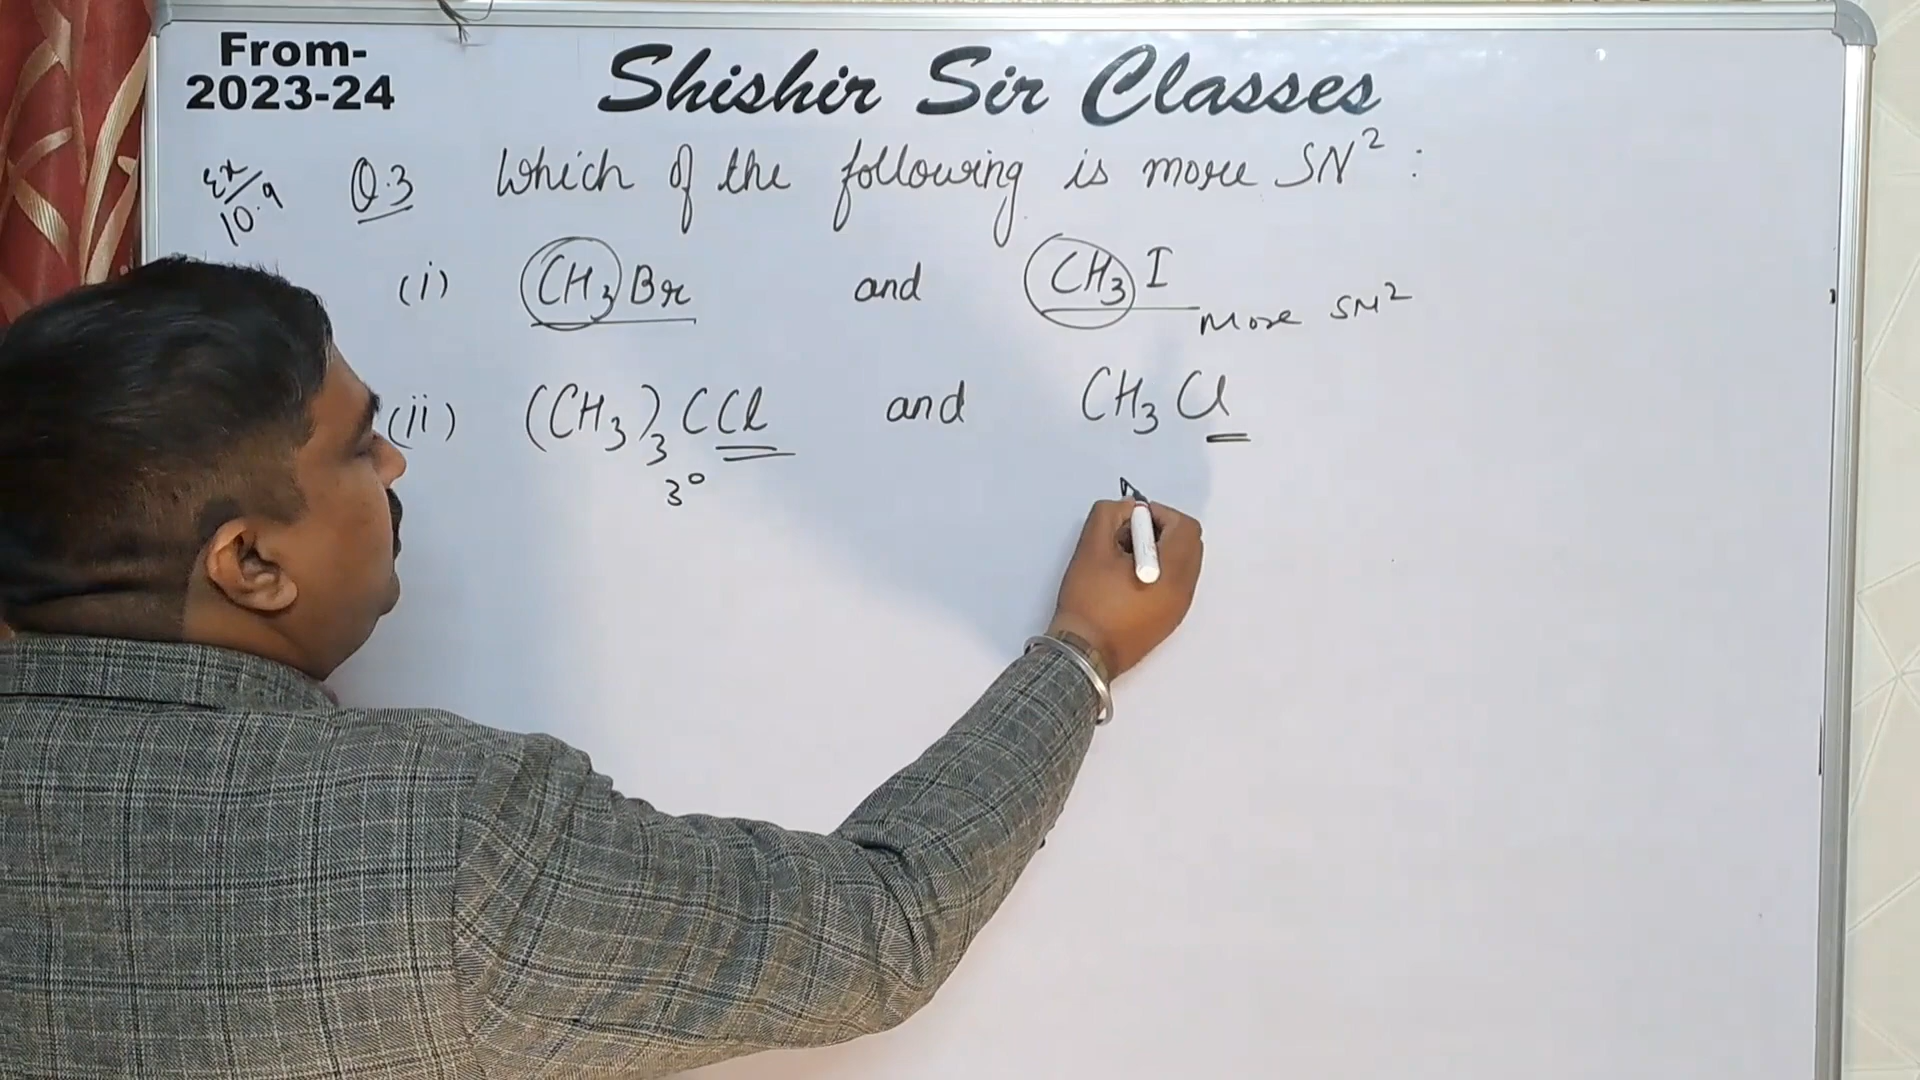 From-
2023-24
Shishir Sir Classes
Ex/10.9 Q.3 Which of the following is more SN² :
(i) CH₃Br and CH₃I More SN²
(ii) (CH₃)₃CCl and CH₃Cl
3°